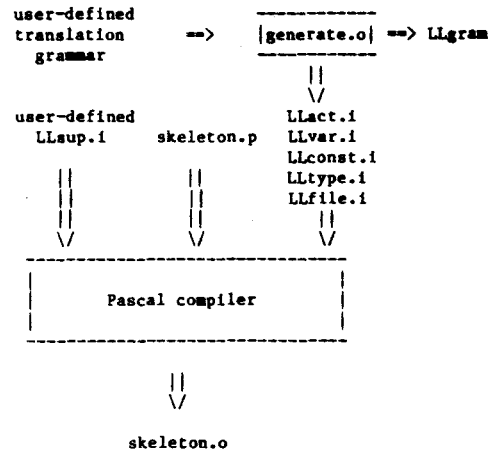 user-defined
translation ==> |generate.o| ==> LLgram
grammar
LLact.i
user-defined LLvar.i
LLsup.i skeleton.p LLconst.i
LLtype.i
LLfile.i
Pascal compiler
skeleton.o